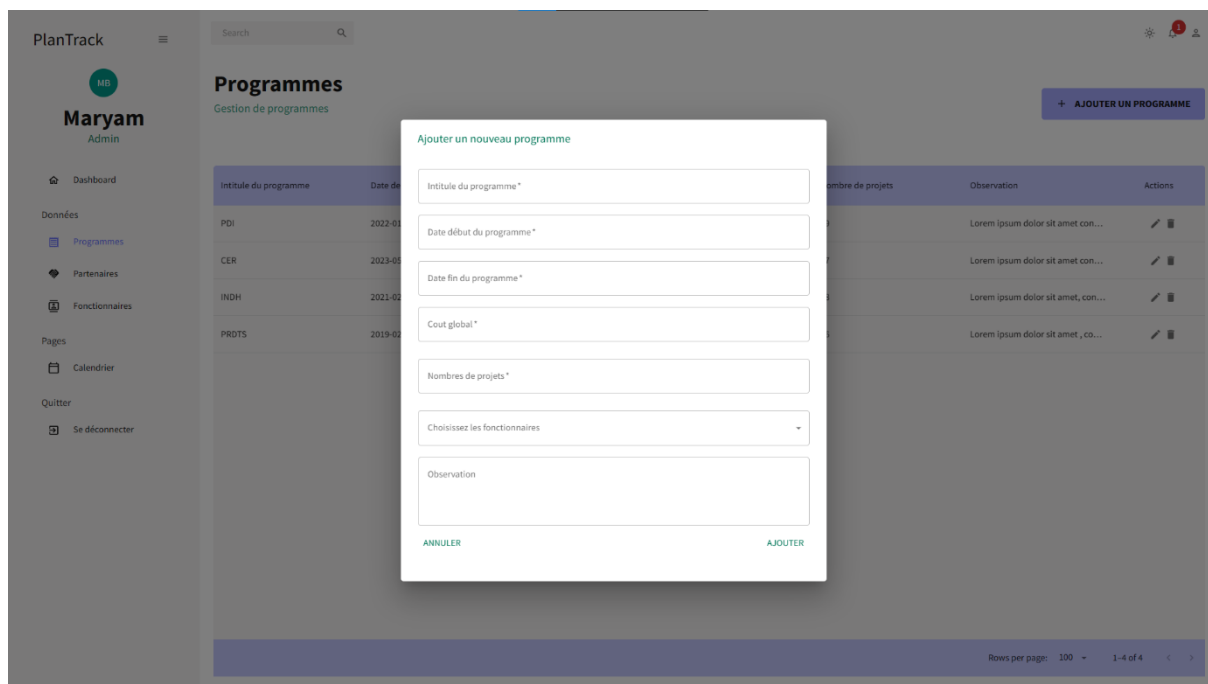 PlanTrack
Search
1
MB
Maryam
Admin
Programmes
Gestion de programmes
+ AJOUTER UN PROGRAMME
Dashboard
Données
Programmes
Partenaires
Fonctionnaires
Pages
Calendrier
Quitter
Se déconnecter
Intitule du programme Date de ombre de projets Observation Actions
PDI 2022-01 Lorem ipsum dolor sit amet con...
CER 2023-05 Lorem ipsum dolor sit amet con...
INDH 2021-02 Lorem ipsum dolor sit amet, con...
PRDTS 2019-02 Lorem ipsum dolor sit amet , co...
Ajouter un nouveau programme
Intitule du programme *
Date début du programme *
Date fin du programme *
Cout global *
Nombres de projets *
Choisissez les fonctionnaires
Observation
ANNULER AJOUTER
Rows per page: 100 1–4 of 4